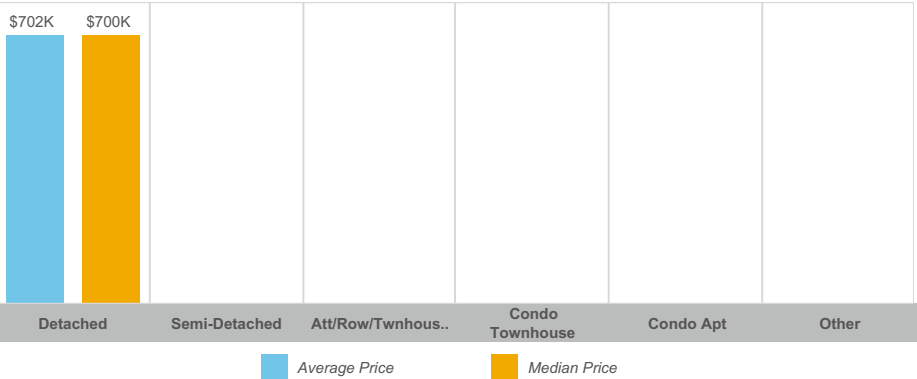 $702K $700K
Detached Semi-Detached Att/Row/Twnhous.. Condo Townhouse Condo Apt Other
Average Price Median Price